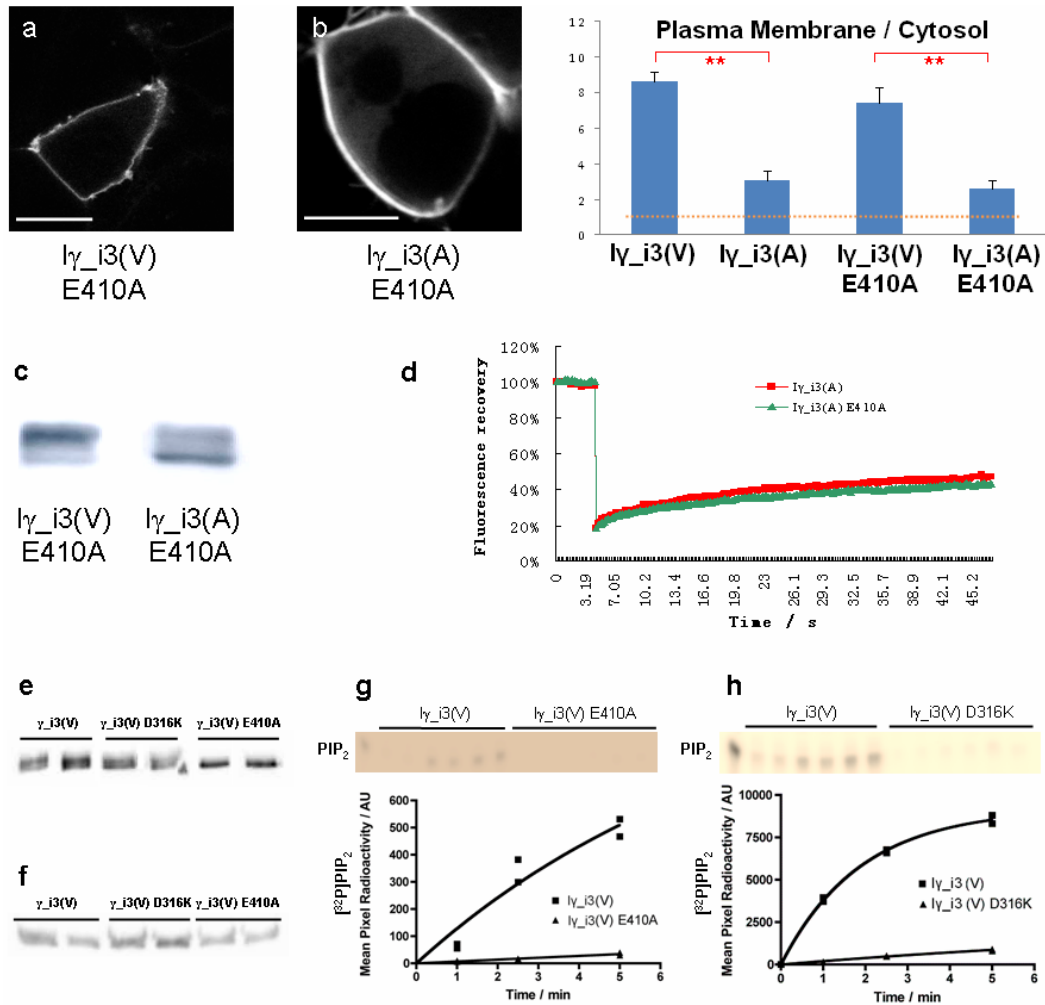 a
b
Plasma Membrane / Cytosol
**
**
12
10
8
6
4
2
0
Iγ_i3(V)
Iγ_i3(A)
Iγ_i3(V)
E410A
Iγ_i3(A)
E410A
Iγ_i3(V)
E410A
Iγ_i3(A)
E410A
c
Iγ_i3(V)
E410A
Iγ_i3(A)
E410A
d
Fluorescence recovery
120%
100%
80%
60%
40%
20%
0%
Iγ_i3(A)
Iγ_i3(A) E410A
0 3.19 7.05 10.2 13.4 16.6 19.8 23 26.1 29.3 32.5 35.7 38.9 42.1 45.2
Time / s
e
γ_i3(V) γ_i3(V) D316K γ_i3(V) E410A
f
Iγ_i3(V) Iγ_i3(V) D316K Iγ_i3(V) E410A
g
Iγ_i3(V) Iγ_i3(V) E410A
PIP2
[32P]PIP2
Mean Pixel Radioactivity / AU
600
500
400
300
200
100
0
Iγ_i3(V)
Iγ_i3(V) E410A
0 1 2 3 4 5 6
Time / min
h
Iγ_i3(V) Iγ_i3(V) D316K
PIP2
[32P]PIP2
Mean Pixel Radioactivity / AU
10000
7500
5000
2500
0
Iγ_i3 (V)
Iγ_i3 (V) D316K
0 1 2 3 4 5 6
Time / min